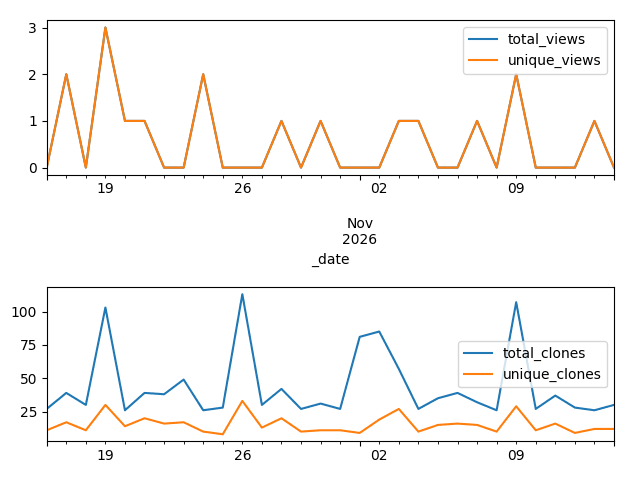 3
total_views
unique_views
2
1
0
19
26
02
09
Nov
2026
_date
100
75
50
25
total_clones
unique_clones
19
26
02
09